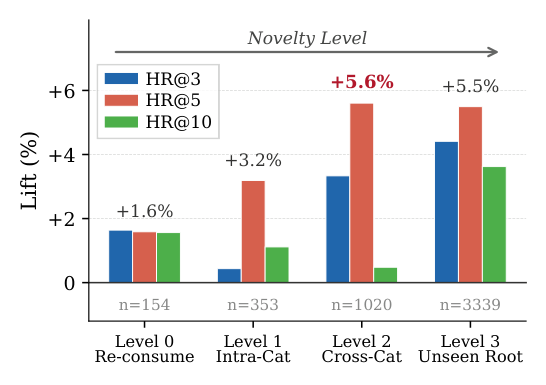 Novelty Level
HR@3
HR@5
HR@10
Lift (%)
+6
+4
+2
0
+1.6%
+3.2%
+5.6%
+5.5%
n=154
n=353
n=1020
n=3339
Level 0
Re-consume
Level 1
Intra-Cat
Level 2
Cross-Cat
Level 3
Unseen Root